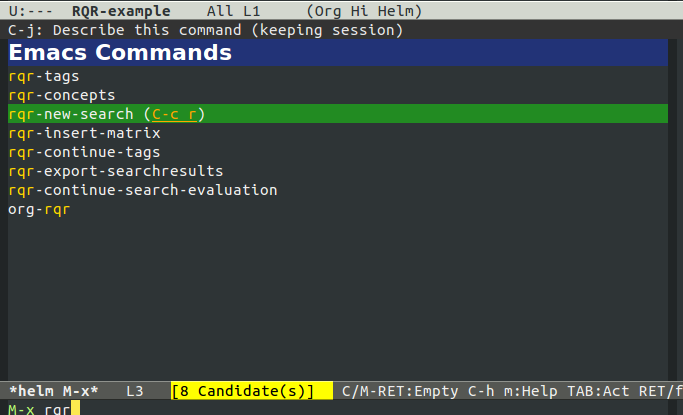 U:---  RQR-example    All L1     (Org Hi Helm)
C-j: Describe this command (keeping session)
Emacs Commands
rqr-tags
rqr-concepts
rqr-new-search (C-c r)
rqr-insert-matrix
rqr-continue-tags
rqr-export-searchresults
rqr-continue-search-evaluation
org-rqr
*helm M-x*   L3   [8 Candidate(s)]   C/M-RET:Empty C-h m:Help TAB:Act RET/f
M-x rqr